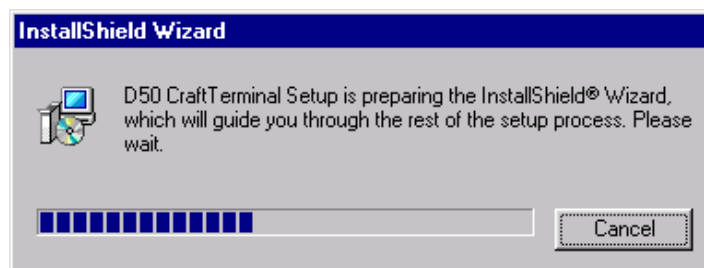 InstallShield Wizard
D50 CraftTerminal Setup is preparing the InstallShield® Wizard,
which will guide you through the rest of the setup process. Please
wait.
Cancel